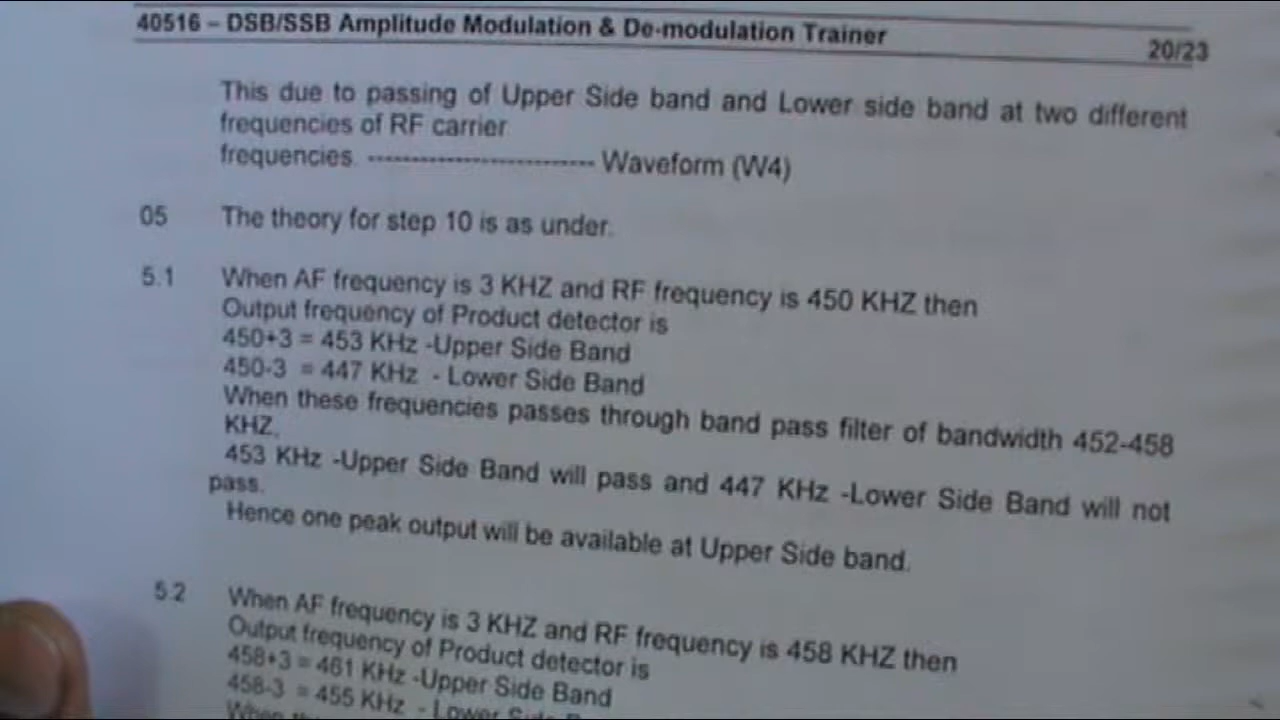 40516 – DSB/SSB Amplitude Modulation & De-modulation Trainer
20/23
This due to passing of Upper Side band and Lower side band at two different
frequencies of RF carrier
frequencies ------------------------- Waveform (W4)
05 The theory for step 10 is as under.
5.1 When AF frequency is 3 KHZ and RF frequency is 450 KHZ then
Output frequency of Product detector is
450+3 = 453 KHz -Upper Side Band
450-3 = 447 KHz - Lower Side Band
When these frequencies passes through band pass filter of bandwidth 452-458
KHZ,
453 KHz -Upper Side Band will pass and 447 KHz -Lower Side Band will not
pass.
Hence one peak output will be available at Upper Side band.
5.2 When AF frequency is 3 KHZ and RF frequency is 458 KHZ then
Output frequency of Product detector is
458+3 = 461 KHz -Upper Side Band
458-3 = 455 KHz - Lower Side
When